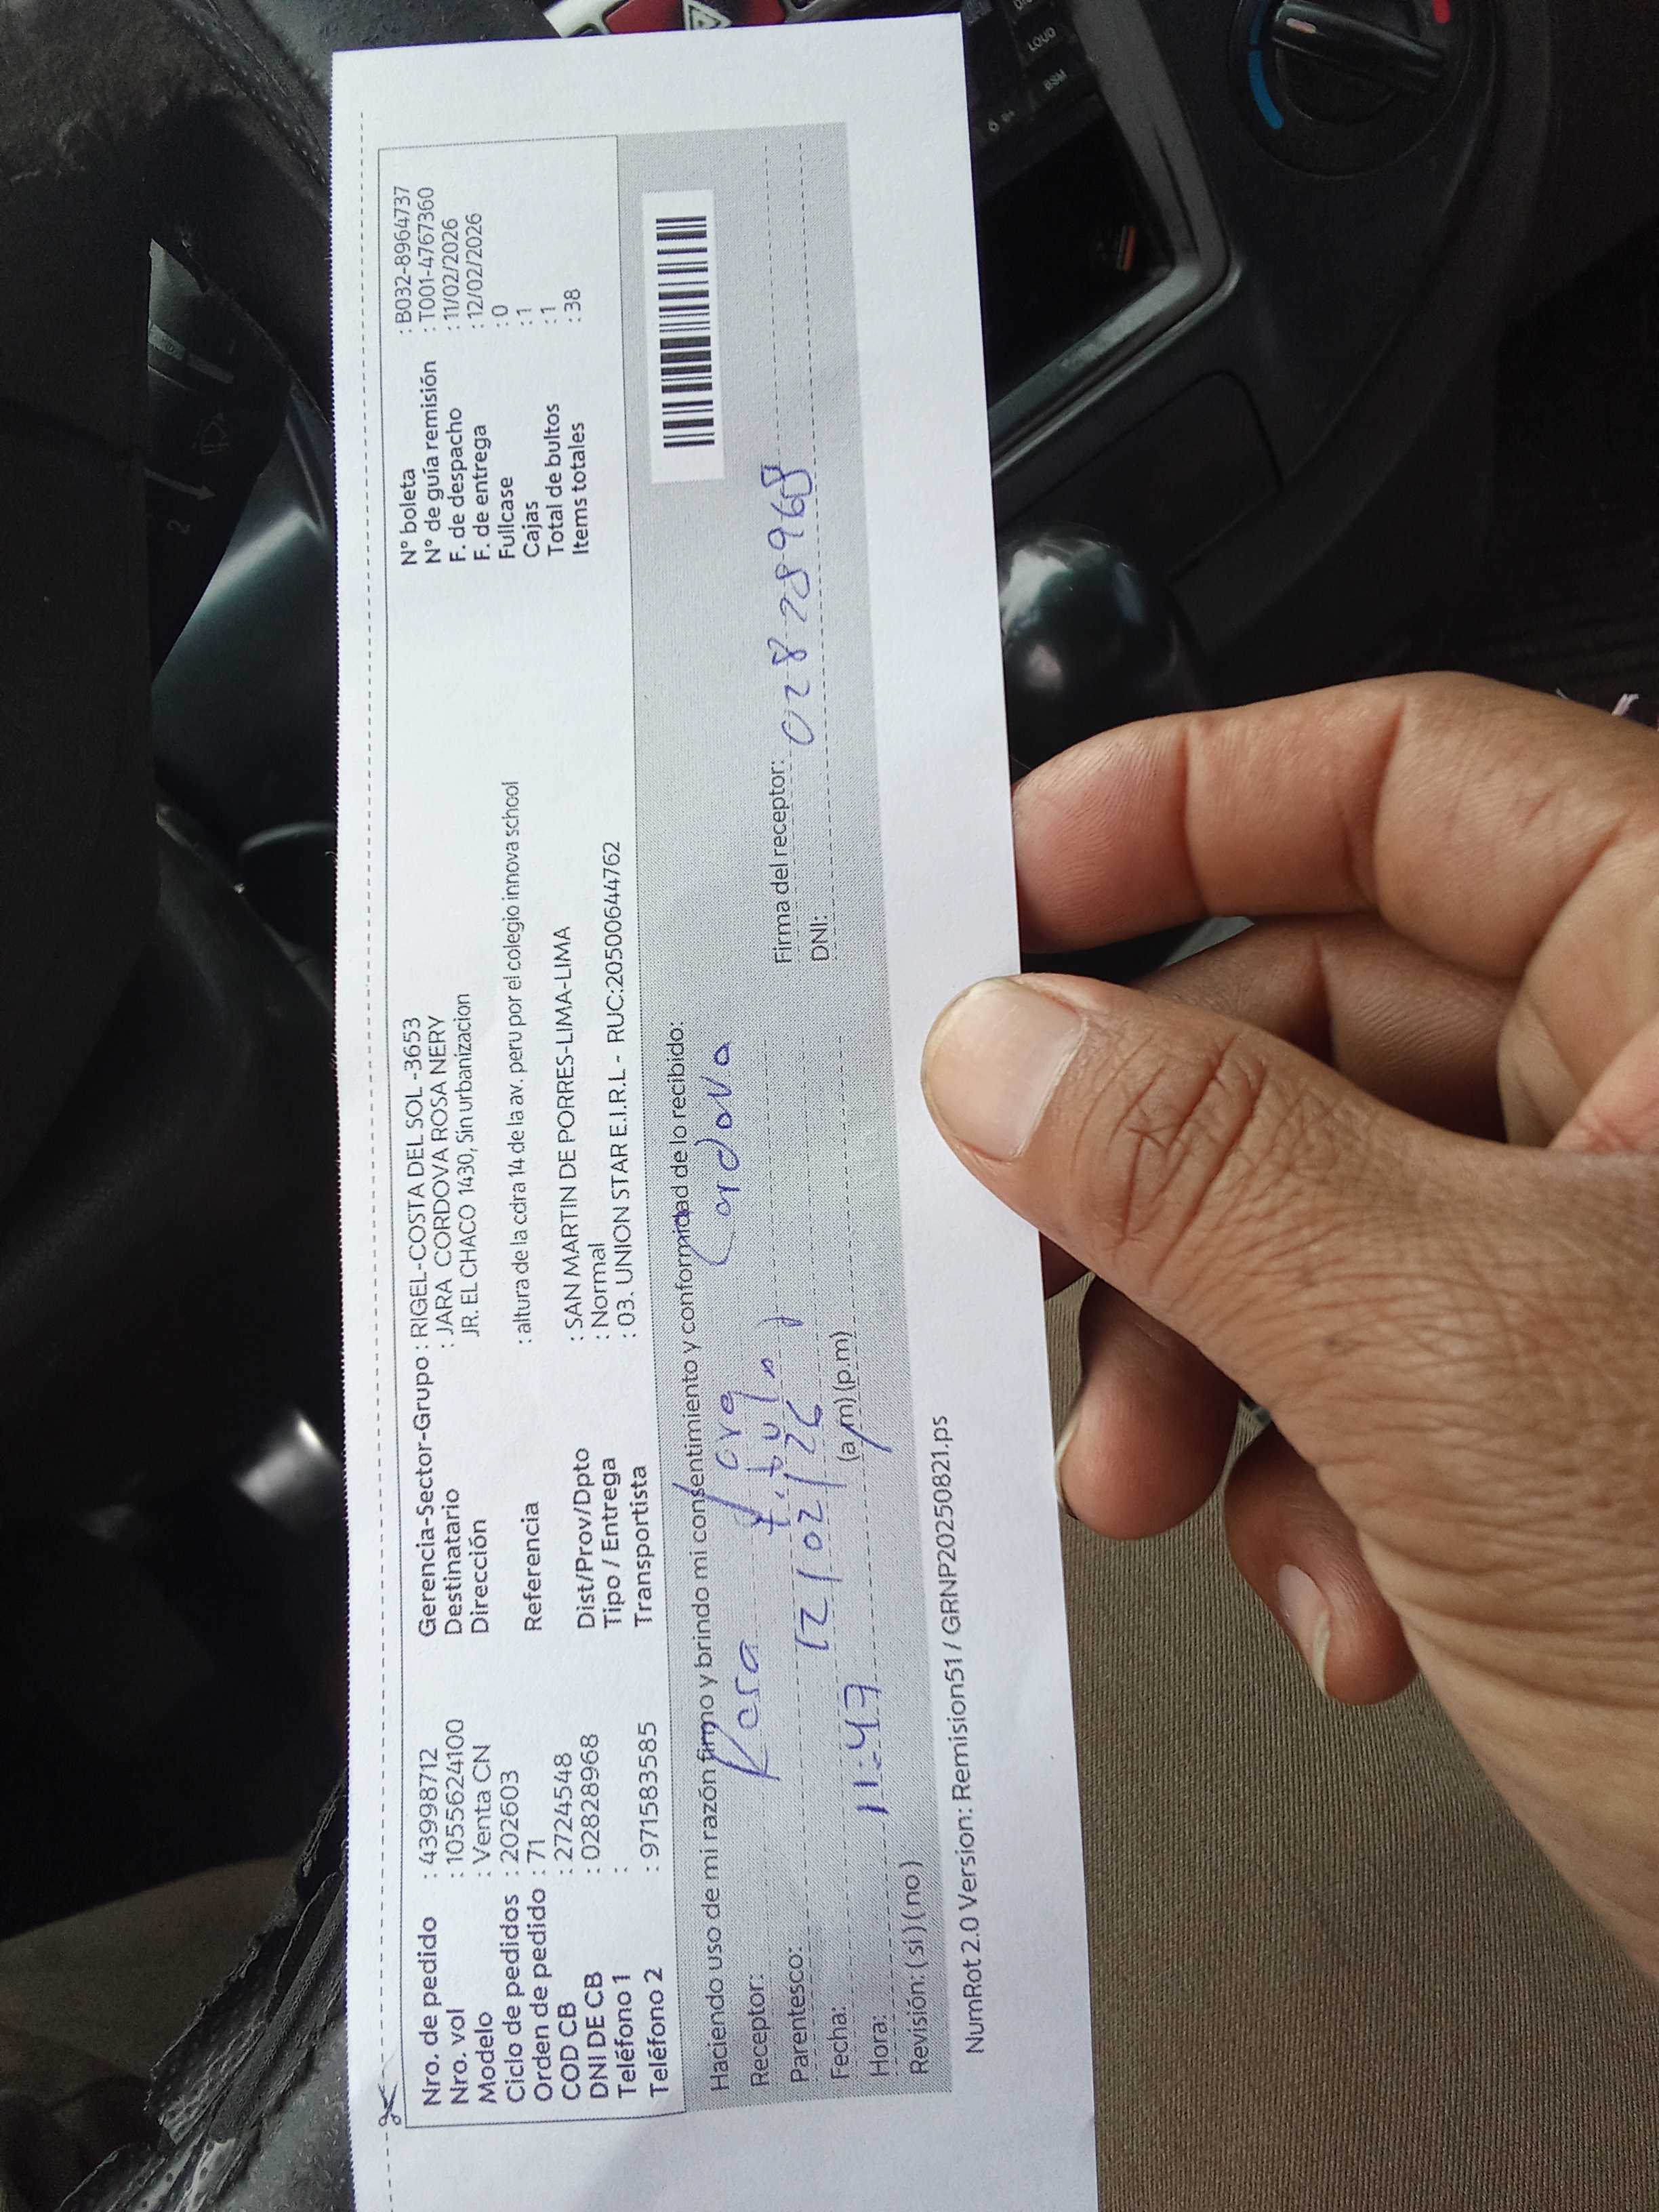 Nro. de pedido : 43998712
Nro. vol : 1055624100
Modelo : Venta CN
Ciclo de pedidos : 202603
Orden de pedido : 71
COD CB : 2724548
DNI DE CB : 02828968
Teléfono 1 :
Teléfono 2 : 971583585
Gerencia-Sector-Grupo : RIGEL-COSTA DEL SOL -3653
Destinatario : JARA CORDOVA ROSA NERY
Dirección JR. EL CHACO 1430, Sin urbanizacion
Referencia : altura de la cdra 14 de la av. peru por el colegio innova school
Dist/Prov/Dpto : SAN MARTIN DE PORRES-LIMA-LIMA
Tipo / Entrega : Normal
Transportista : 03. UNION STAR E.I.R.L - RUC:20500644762
N° boleta : B032-8964737
N° de guía remisión : T001-4767360
F. de despacho : 11/02/2026
F. de entrega : 12/02/2026
Fullcase : 0
Cajas : 1
Total de bultos : 1
Items totales : 38
Haciendo uso de mi razón firmo y brindo mi consentimiento y conformidad de lo recibido:
Receptor: Rosa Cordova
Parentesco: Firma del receptor:
Fecha: 12/02/26 DNI: 02828968
Hora: 11:47 (a.m) (p.m)
Revisión: ( si ) ( no )
NumRot 2.0 Version: Remision51 / GRNP20250821.ps
LOUD
BSM
6
2